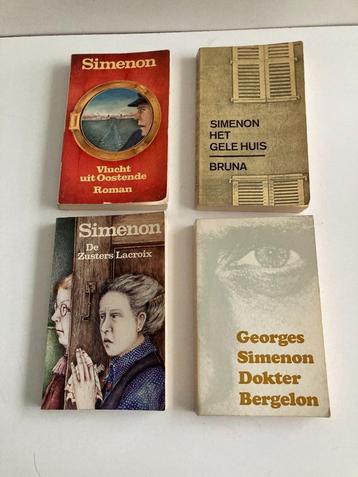 Simenon
Vlucht
uit Oostende
Roman
SIMENON
HET
GELE HUIS
BRUNA
Simenon
De
Zusters Lacroix
Georges
Simenon
Dokter
Bergelon